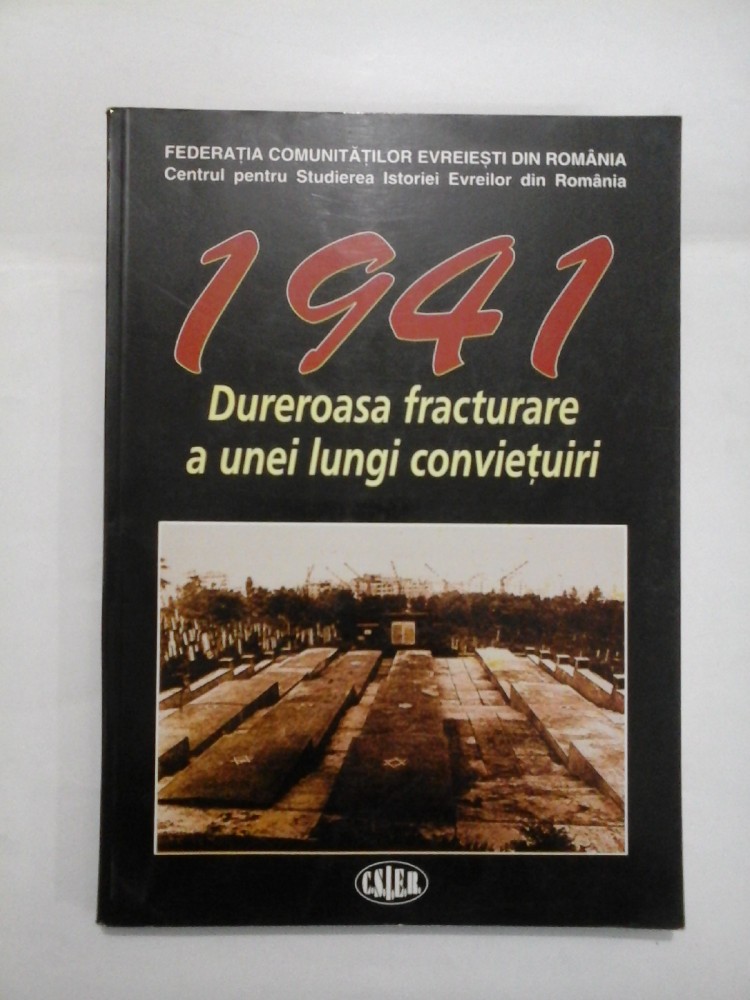 FEDERAȚIA COMUNITĂȚILOR EVREIEȘTI DIN ROMÂNIA
Centrul pentru Studierea Istoriei Evreilor din România
1941
Dureroasa fracturare
a unei lungi conviețuiri
C.S.I.E.R.